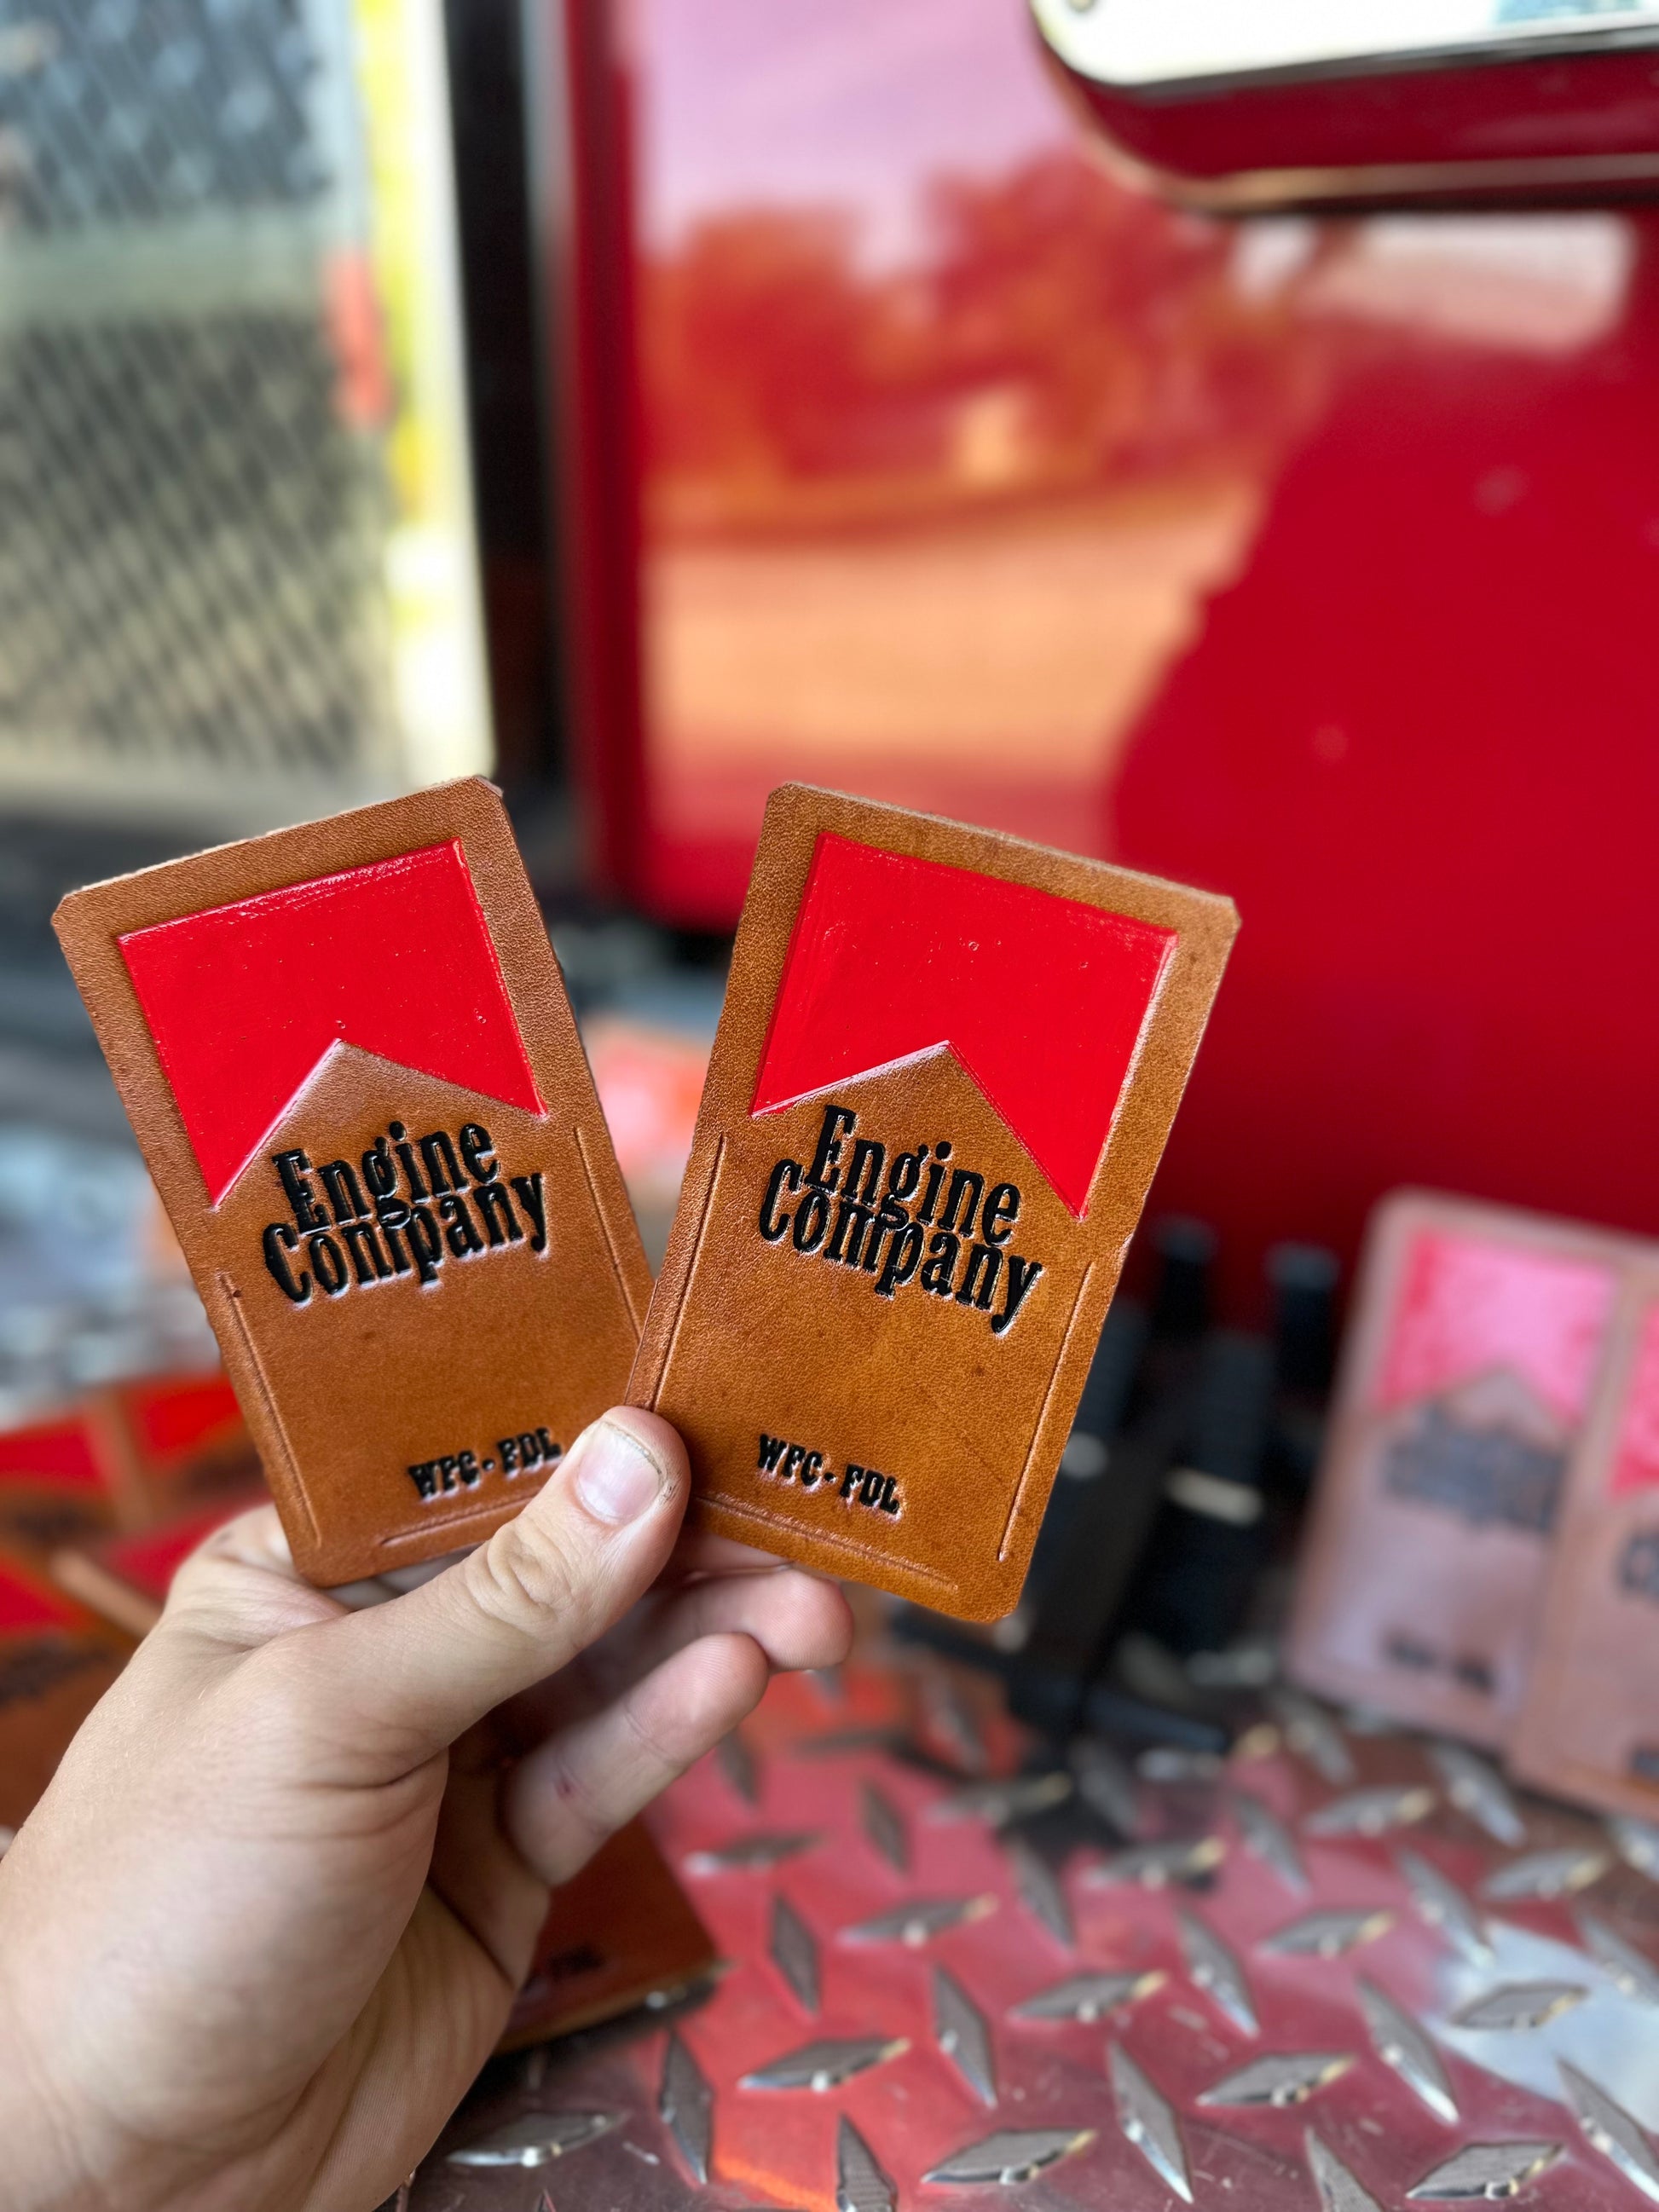 Engine
Company
WFC - FDL
Engine
Company
WFC - FDL